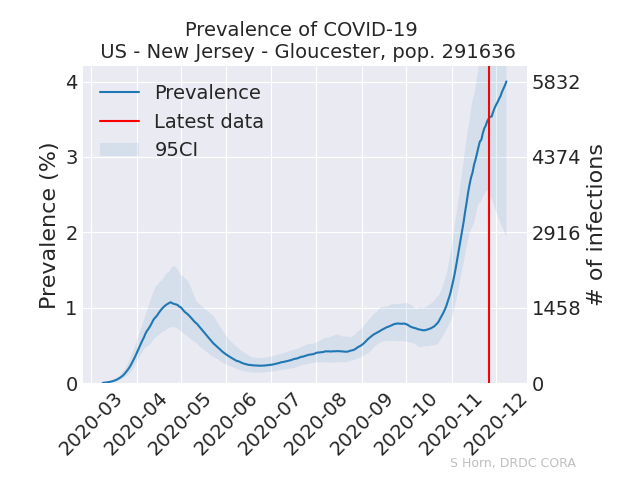 Prevalence of COVID-19
US - New Jersey - Gloucester, pop. 291636
Prevalence
Latest data
95CI
Prevalence (%)
4
3
2
1
0
5832
4374
2916
1458
0
# of infections
2020-03
2020-04
2020-05
2020-06
2020-07
2020-08
2020-09
2020-10
2020-11
2020-12
S Horn, DRDC CORA